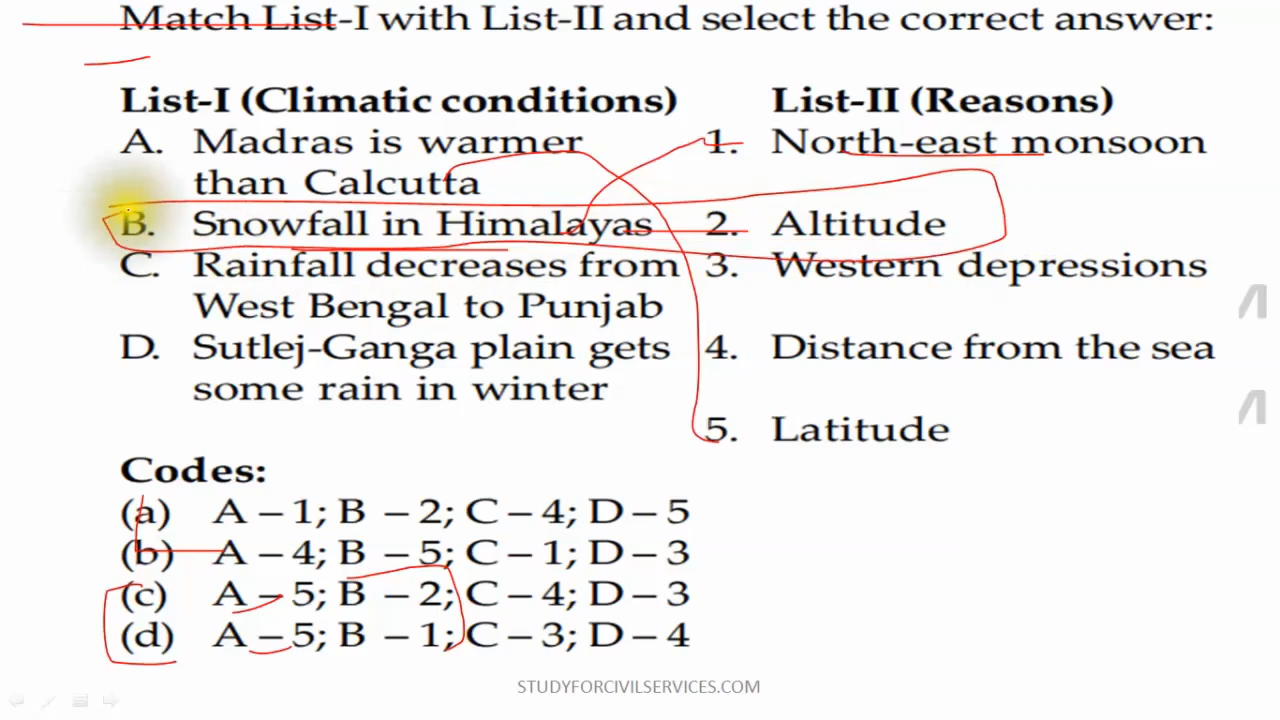 Match List-I with List-II and select the correct answer:
List-I (Climatic conditions) List-II (Reasons)
A. Madras is warmer 1. North-east monsoon
than Calcutta
B. Snowfall in Himalayas 2. Altitude
C. Rainfall decreases from 3. Western depressions
West Bengal to Punjab
D. Sutlej-Ganga plain gets 4. Distance from the sea
some rain in winter
5. Latitude
Codes:
(a) A – 1; B – 2; C – 4; D – 5
(b) A – 4; B – 5; C – 1; D – 3
(c) A – 5; B – 2; C – 4; D – 3
(d) A – 5; B – 1; C – 3; D – 4
STUDYFORCIVILSERVICES.COM